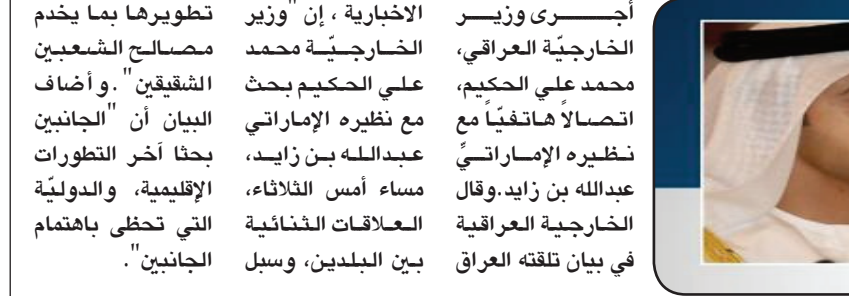 أجرى وزير
الخارجيّة العراقي،
محمد علي الحكيم،
اتصالاً هاتفيّاً مع
نظيره الإماراتيِّ
عبدالله بن زايد.وقال
الخارجية العراقية
في بيان تلقته العراق
الاخبارية ، إن "وزير
الخارجيّة محمد
علي الحكيم بحث
مع نظيره الإماراتي
عبدالله بن زايد،
مساء أمس الثلاثاء،
العلاقات الثنائية
بين البلدين، وسبل
تطويرها بما يخدم
مصالح الشعبين
الشقيقين" .و أضاف
البيان أن "الجانبين
بحثا آخر التطورات
الإقليمية، والدوليّة
التي تحظى باهتمام
الجانبين".